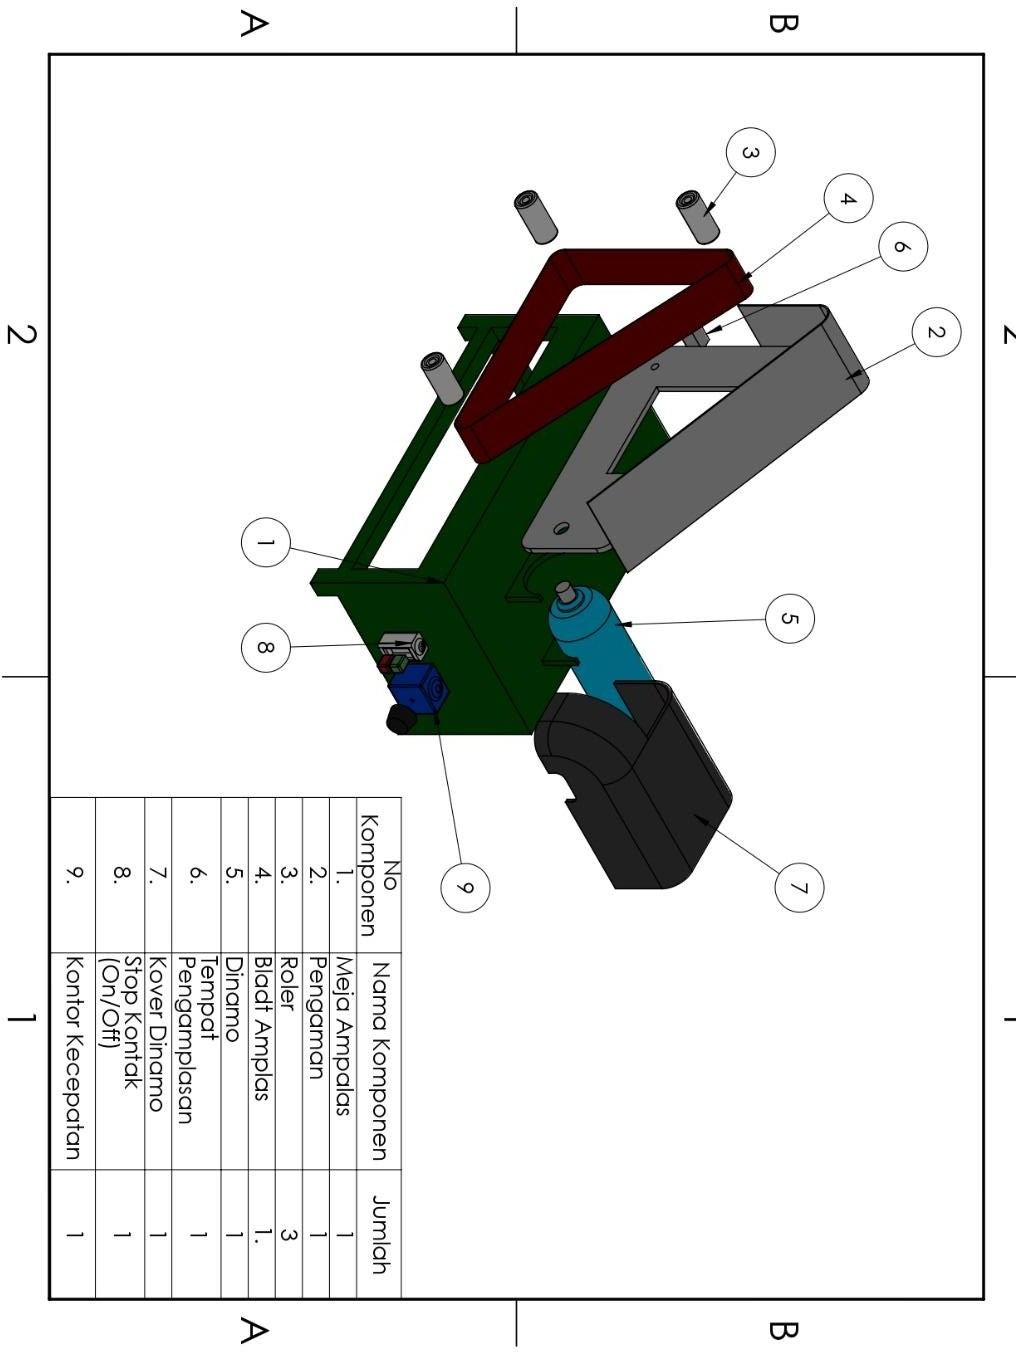 2
1
2
6
4
7
5
B
B
3
9
1
8
No Komponen Nama Komponen Jumlah
1. Meja Ampalas 1
2. Pengaman 1
3. Roler 3
4. Bladt Amplas 1.
5. Dinamo 1
6. Tempat Pengamplasan 1
7. Kover Dinamo 1
8. Stop Kontak (On/Off) 1
9. Kontor Kecepatan 1
A
A
2
1